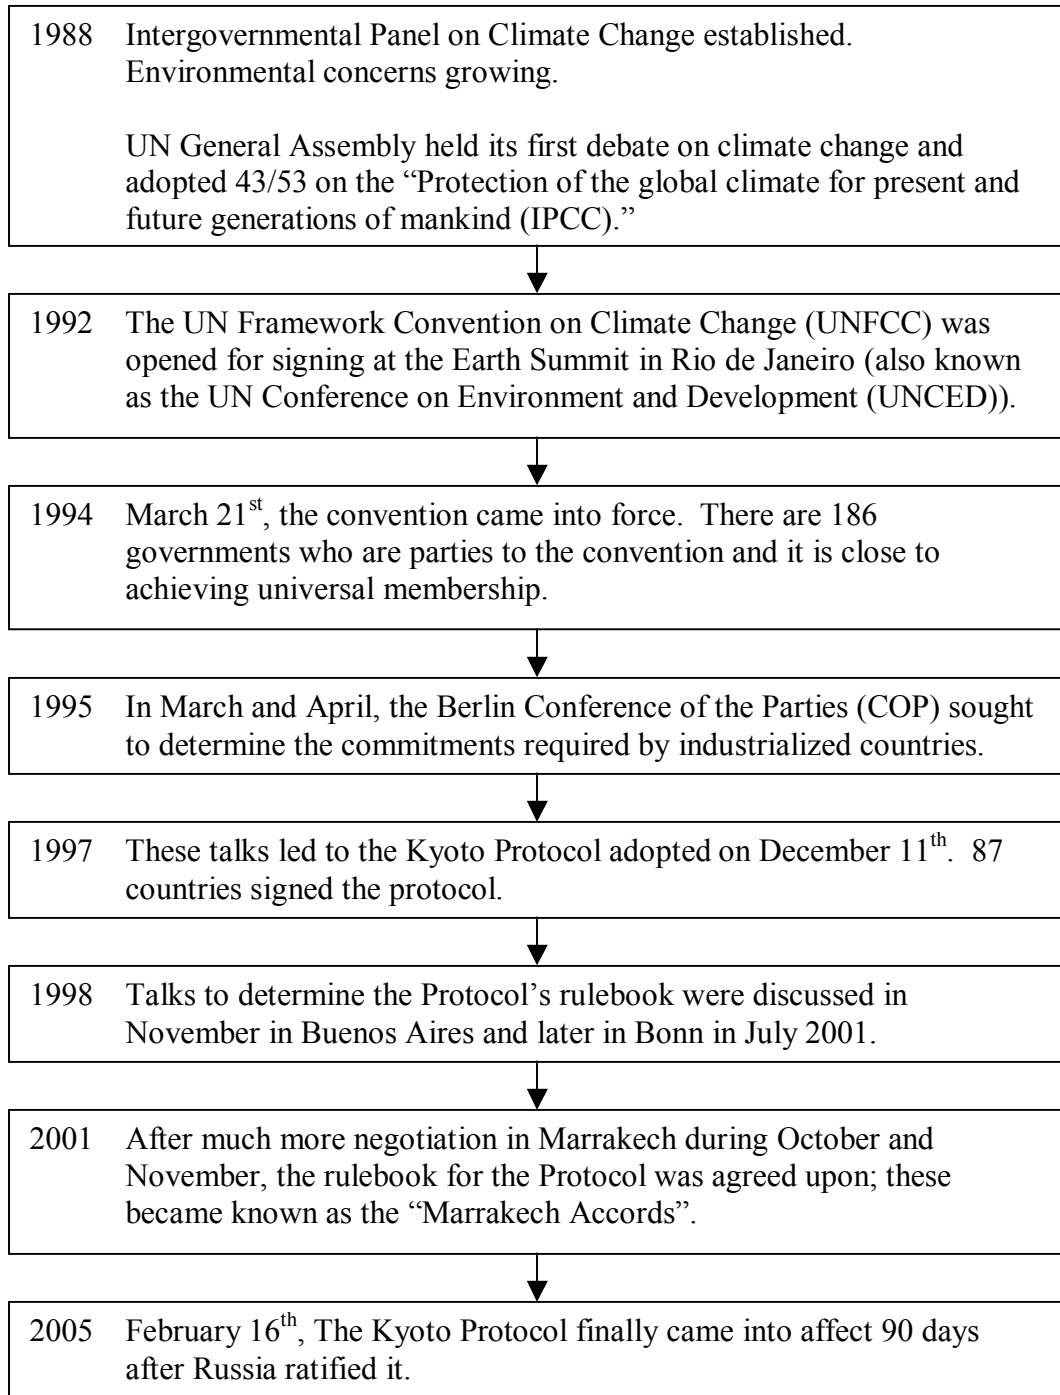 1988 Intergovernmental Panel on Climate Change established.
Environmental concerns growing.
UN General Assembly held its first debate on climate change and
adopted 43/53 on the “Protection of the global climate for present and
future generations of mankind (IPCC).”
1992 The UN Framework Convention on Climate Change (UNFCC) was
opened for signing at the Earth Summit in Rio de Janeiro (also known
as the UN Conference on Environment and Development (UNCED)).
1994 March 21st, the convention came into force. There are 186
governments who are parties to the convention and it is close to
achieving universal membership.
1995 In March and April, the Berlin Conference of the Parties (COP) sought
to determine the commitments required by industrialized countries.
1997 These talks led to the Kyoto Protocol adopted on December 11th. 87
countries signed the protocol.
1998 Talks to determine the Protocol’s rulebook were discussed in
November in Buenos Aires and later in Bonn in July 2001.
2001 After much more negotiation in Marrakech during October and
November, the rulebook for the Protocol was agreed upon; these
became known as the “Marrakech Accords”.
2005 February 16th, The Kyoto Protocol finally came into affect 90 days
after Russia ratified it.